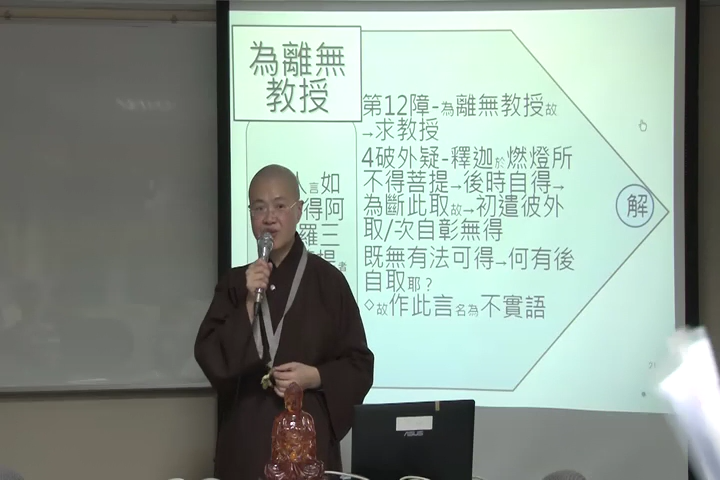 為離無
教授
第12障-為離無教授故
→求教授
4破外疑-釋迦於燃燈所
不得菩提→後時自得→
為斷此取故→初遣彼外
取/次自彰無得
既無有法可得→何有後
自取耶？
◇故作此言名為不實語
解
人言如
得阿
羅三
者
ASUS